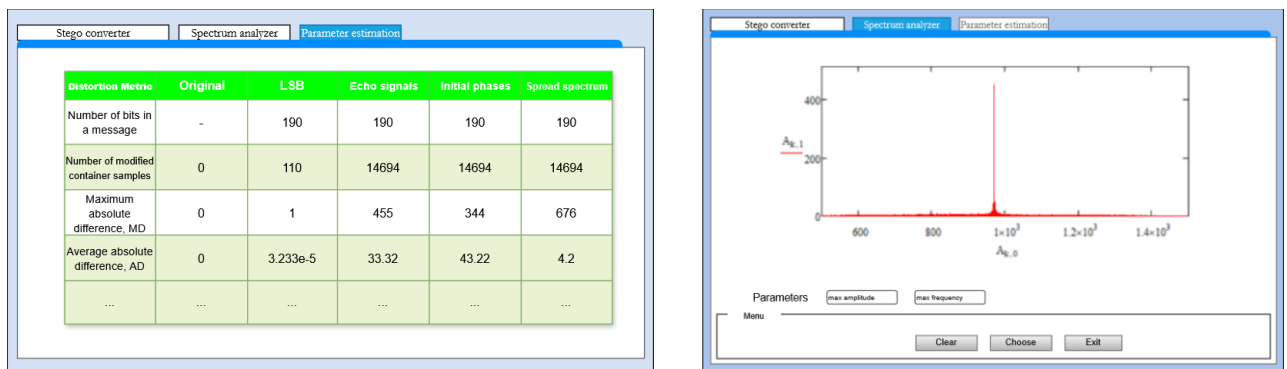 Stego converter
Spectrum analyzer
Parameter estimation
Distortion Metric Original LSB Echo signals Initial phases Spread spectrum
Number of bits in
a message
- 190 190 190 190
Number of modified
container samples
0 110 14694 14694 14694
Maximum
absolute
difference, MD
0 1 455 344 676
Average absolute
difference, AD
0 3.233e-5 33.32 43.22 4.2
... ... ... ... ... ...
Stego converter
Spectrum analyzer
Parameter estimation
400
A_{k,1}
200
0
600 800 1×10³ 1.2×10³ 1.4×10³
A_{k,0}
Parameters max amplitude max frequency
Menu
Clear Choose Exit